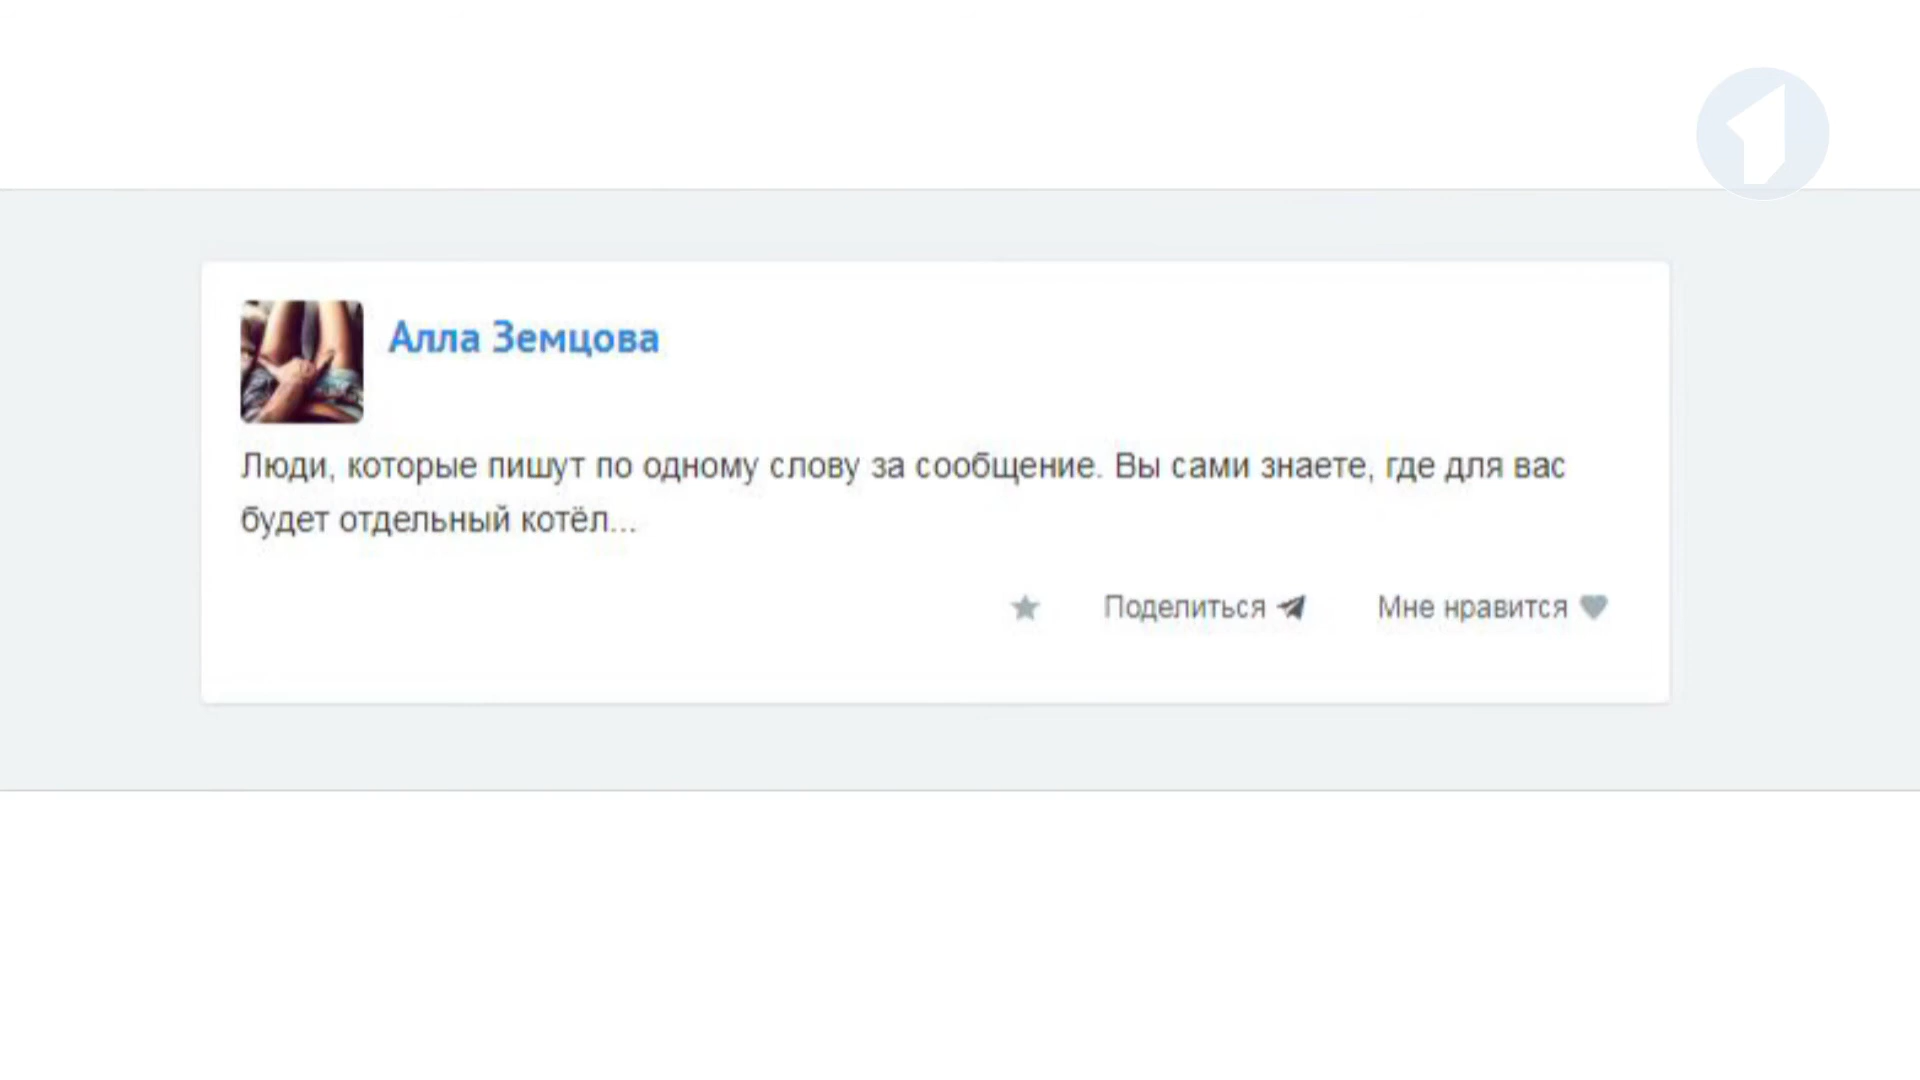 Алла Земцова
Люди, которые пишут по одному слову за сообщение. Вы сами знаете, где для вас
будет отдельный котёл...
Поделиться Мне нравится